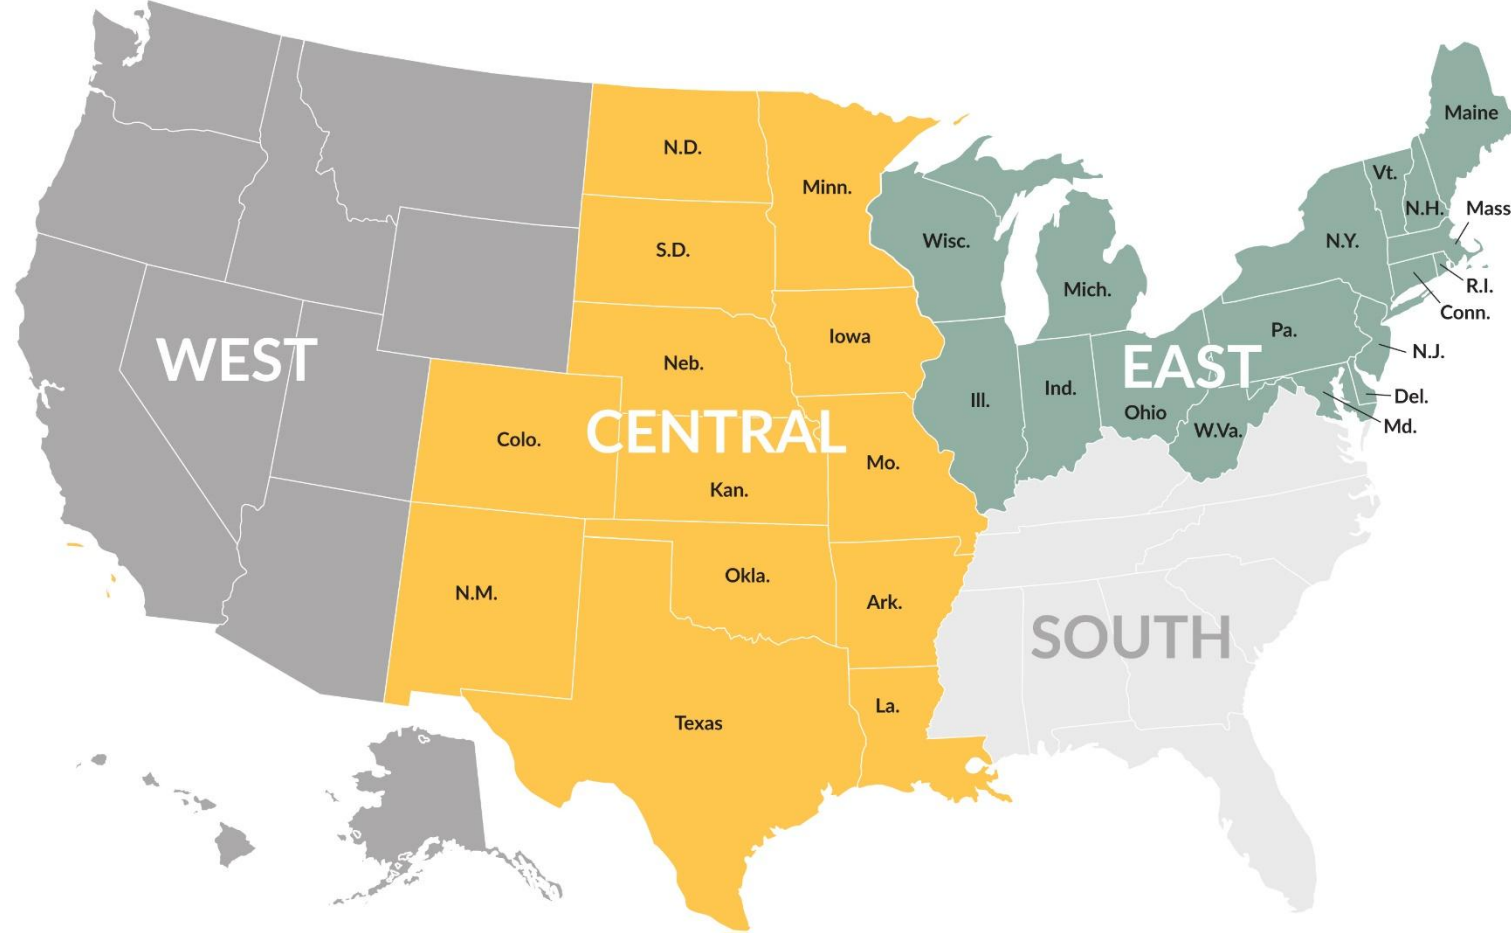 Maine
Vt.
N.H.
Mass
N.Y.
R.I.
Conn.
N.D.
Minn.
S.D.
Wisc.
Mich.
Pa.
N.J.
Iowa
WEST
Neb.
Ind.
EAST
Del.
Ill.
Ohio
Md.
CENTRAL
W.Va.
Colo.
Mo.
Kan.
Okla.
N.M.
Ark.
SOUTH
La.
Texas